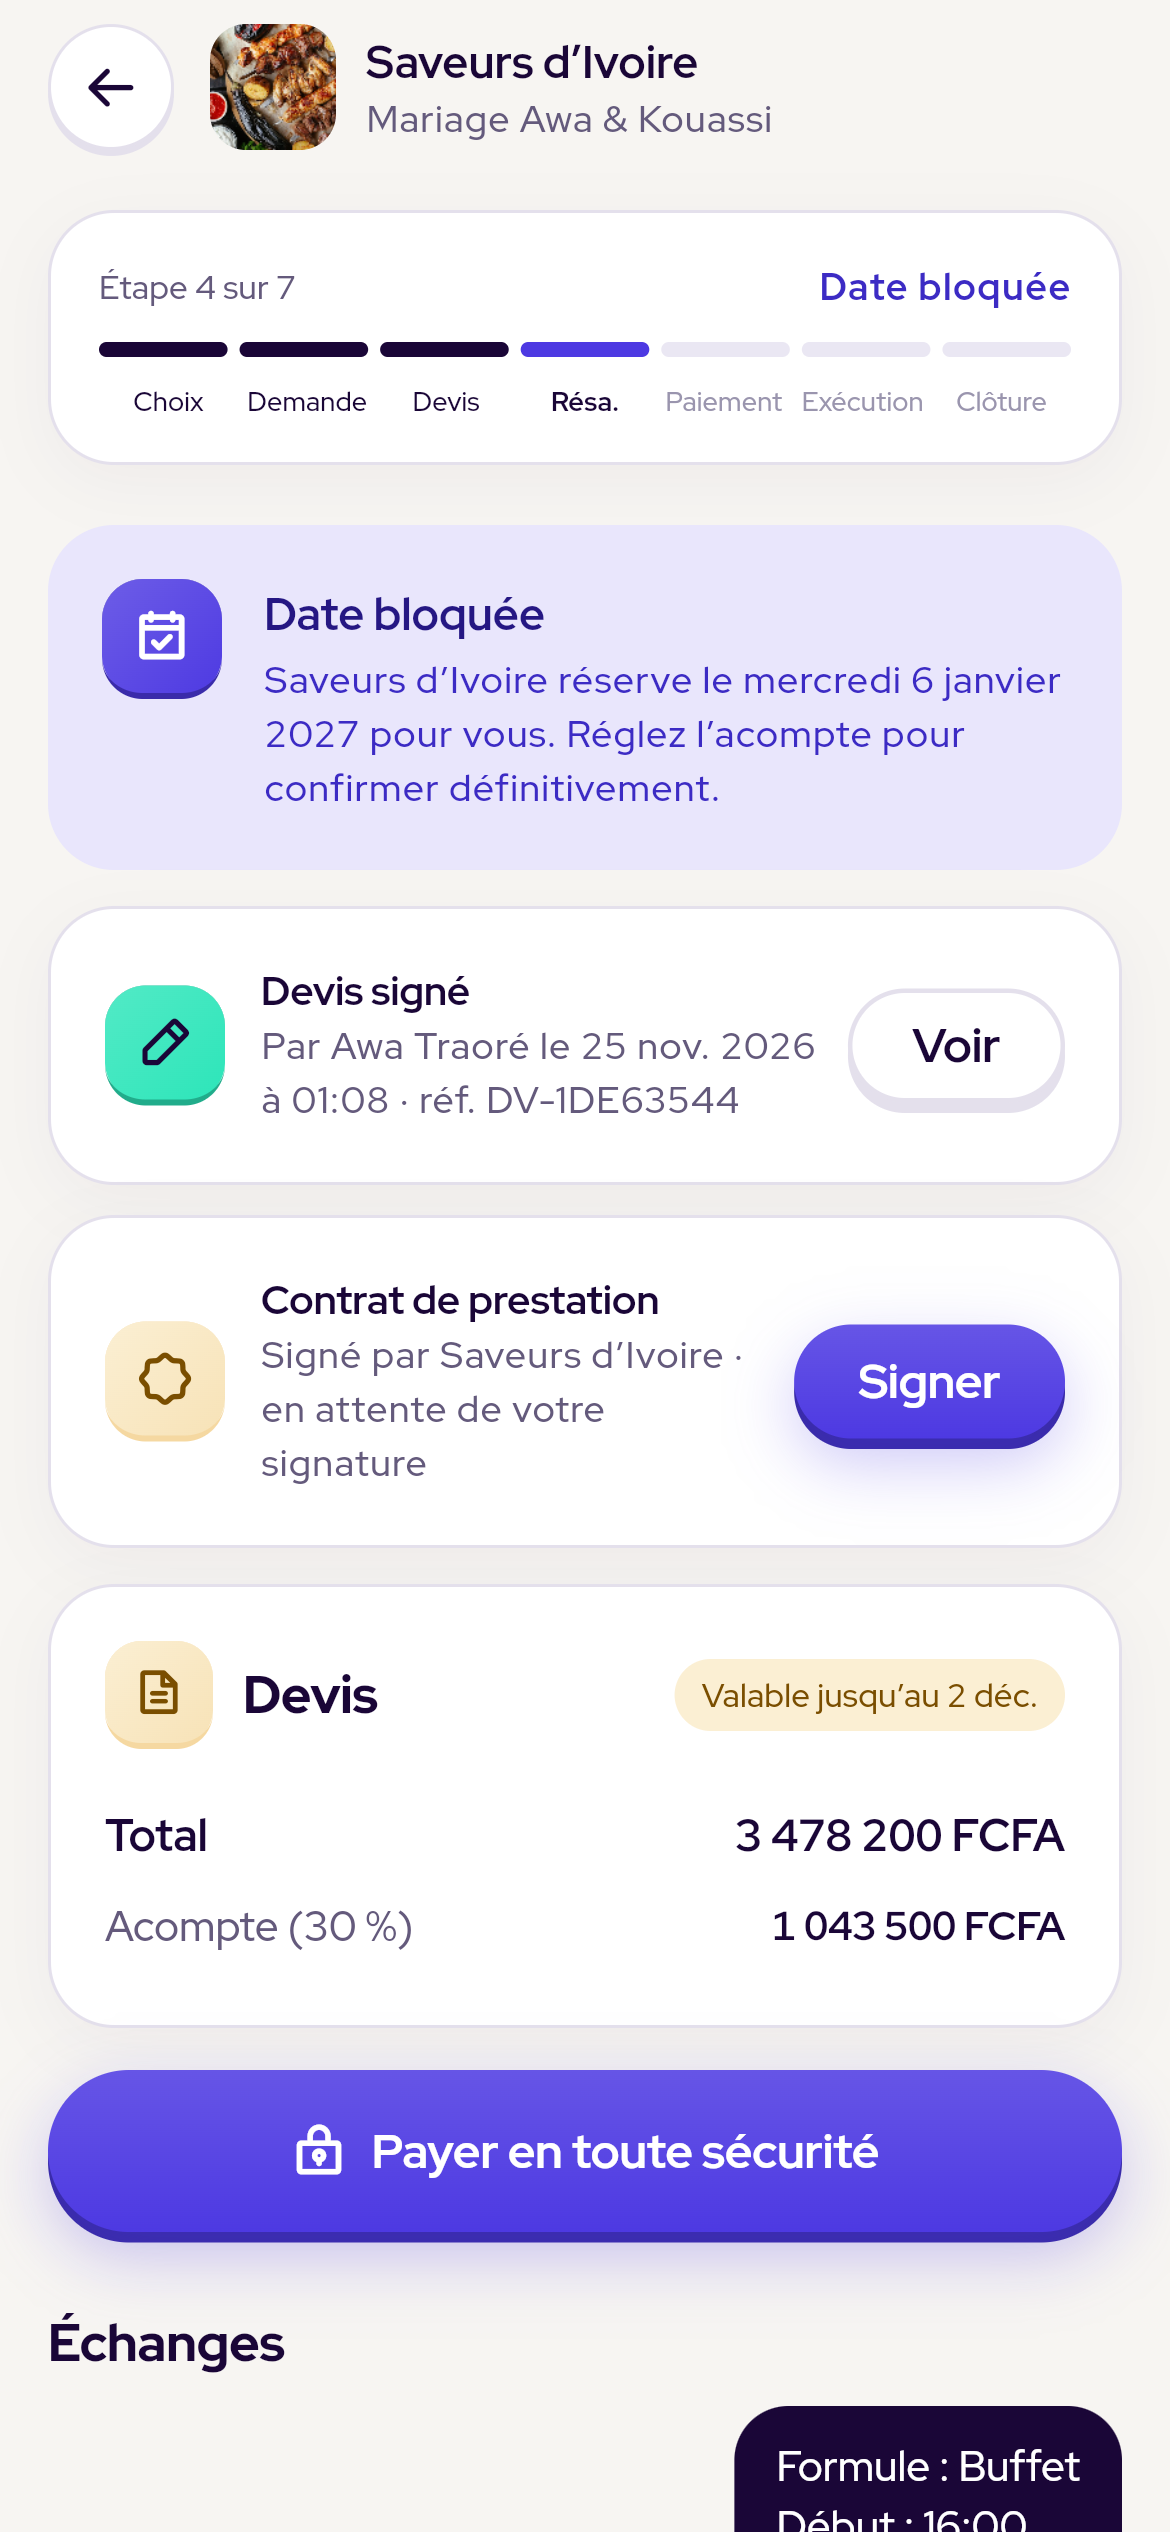 Saveurs d’Ivoire
Mariage Awa & Kouassi
Étape 4 sur 7
Date bloquée
Choix
Demande
Devis
Résa.
Paiement
Exécution
Clôture
Date bloquée
Saveurs d’Ivoire réserve le mercredi 6 janvier
2027 pour vous. Réglez l’acompte pour
confirmer définitivement.
Devis signé
Par Awa Traoré le 25 nov. 2026
à 01:08 · réf. DV-1DE63544
Voir
Contrat de prestation
Signé par Saveurs d’Ivoire ·
en attente de votre
signature
Signer
Devis
Valable jusqu’au 2 déc.
Total
3 478 200 FCFA
Acompte (30 %)
1 043 500 FCFA
Payer en toute sécurité
Échanges
Formule : Buffet
Début : 16:00